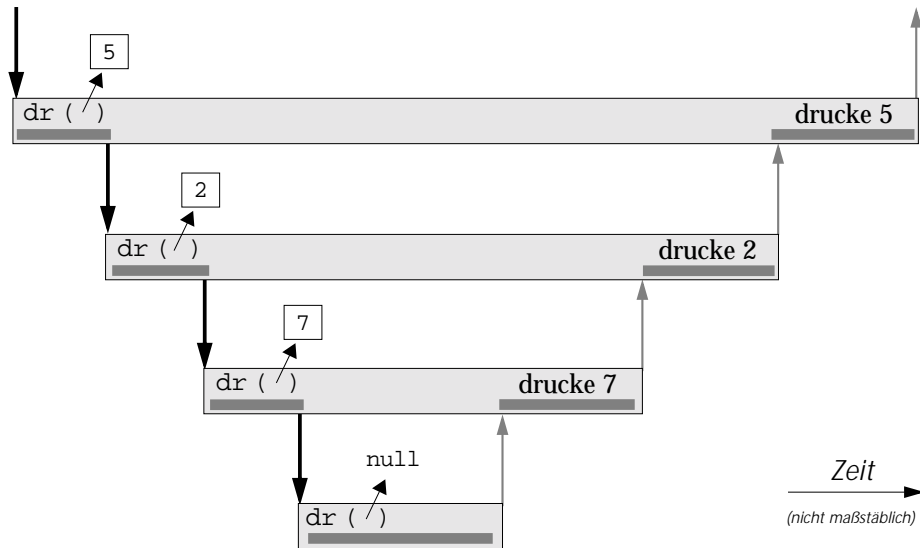 5
dr ( ) drucke 5
2
dr ( ) drucke 2
7
dr ( ) drucke 7
null
dr ( )
Zeit
(nicht maßstäblich)